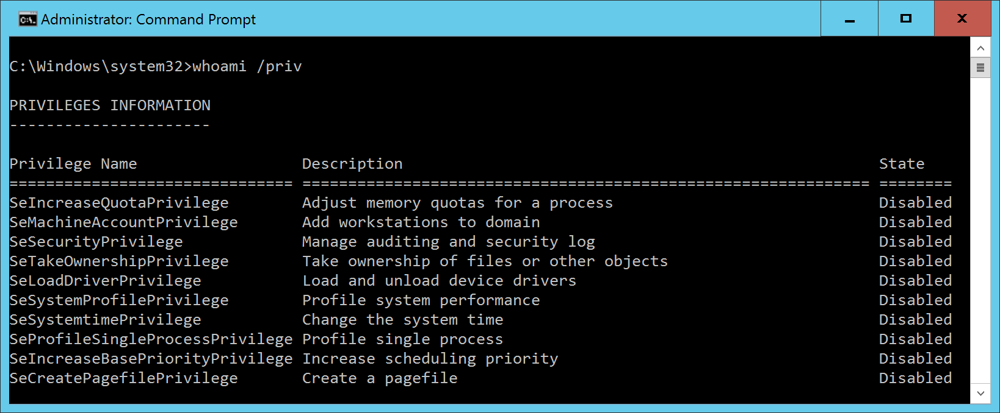 C:\. Administrator: Command Prompt
C:\Windows\system32>whoami /priv
PRIVILEGES INFORMATION
----------------------
Privilege Name                  Description                                                    State
=============================== ============================================================== ========
SeIncreaseQuotaPrivilege        Adjust memory quotas for a process                             Disabled
SeMachineAccountPrivilege       Add workstations to domain                                     Disabled
SeSecurityPrivilege             Manage auditing and security log                               Disabled
SeTakeOwnershipPrivilege        Take ownership of files or other objects                       Disabled
SeLoadDriverPrivilege           Load and unload device drivers                                 Disabled
SeSystemProfilePrivilege        Profile system performance                                     Disabled
SeSystemtimePrivilege           Change the system time                                         Disabled
SeProfileSingleProcessPrivilege Profile single process                                         Disabled
SeIncreaseBasePriorityPrivilege Increase scheduling priority                                   Disabled
SeCreatePagefilePrivilege       Create a pagefile                                              Disabled